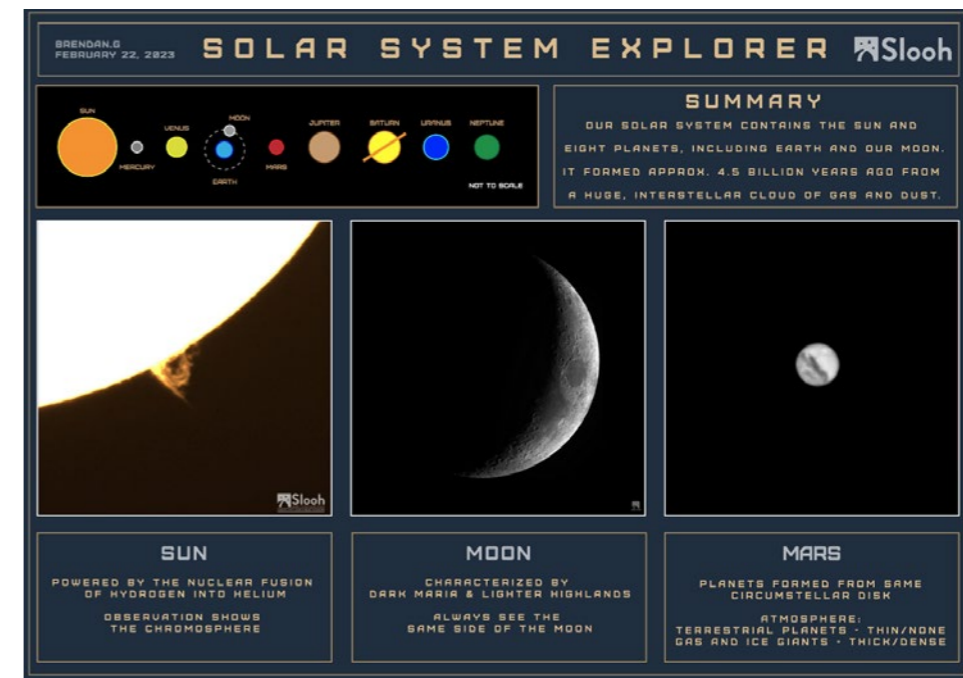 BRENDAN.G
FEBRUARY 22, 2023
SOLAR SYSTEM EXPLORER
Slooh
SUN
MERCURY
VENUS
MOON
EARTH
MARS
JUPITER
SATURN
URANUS
NEPTUNE
NOT TO SCALE
SUMMARY
OUR SOLAR SYSTEM CONTAINS THE SUN AND
EIGHT PLANETS, INCLUDING EARTH AND OUR MOON.
IT FORMED APPROX. 4.5 BILLION YEARS AGO FROM
A HUGE, INTERSTELLAR CLOUD OF GAS AND DUST.
Slooh
SUN
POWERED BY THE NUCLEAR FUSION
OF HYDROGEN INTO HELIUM
OBSERVATION SHOWS
THE CHROMOSPHERE
MOON
CHARACTERIZED BY
DARK MARIA & LIGHTER HIGHLANDS
ALWAYS SEE THE
SAME SIDE OF THE MOON
MARS
PLANETS FORMED FROM SAME
CIRCUMSTELLAR DISK
ATMOSPHERE:
TERRESTRIAL PLANETS - THIN/NONE
GAS AND ICE GIANTS - THICK/DENSE